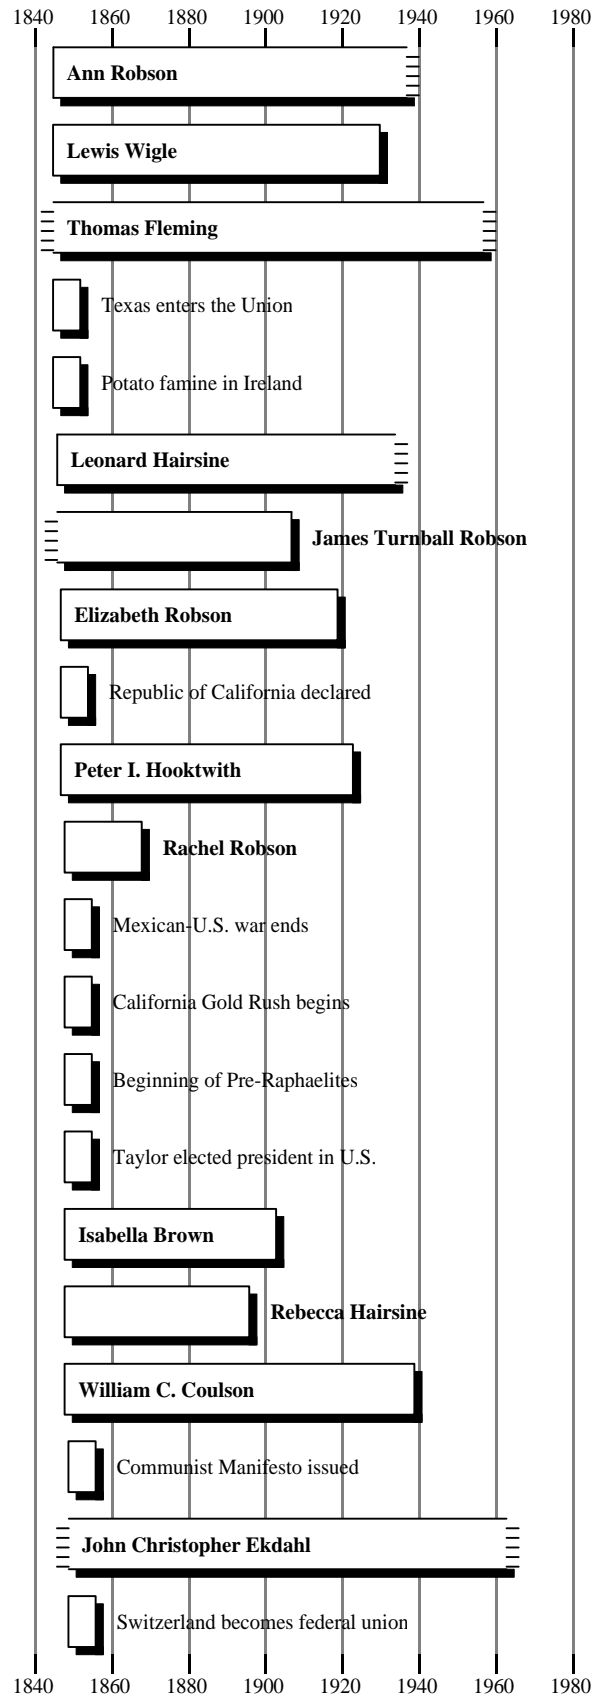 1840 1860 1880 1900 1920 1940 1960 1980
Ann Robson
Lewis Wigle
Thomas Fleming
Texas enters the Union
Potato famine in Ireland
Leonard Hairsine
James Turnball Robson
Elizabeth Robson
Republic of California declared
Peter I. Hooktwith
Rachel Robson
Mexican-U.S. war ends
California Gold Rush begins
Beginning of Pre-Raphaelites
Taylor elected president in U.S.
Isabella Brown
Rebecca Hairsine
William C. Coulson
Communist Manifesto issued
John Christopher Ekdahl
Switzerland becomes federal union
1840 1860 1880 1900 1920 1940 1960 1980